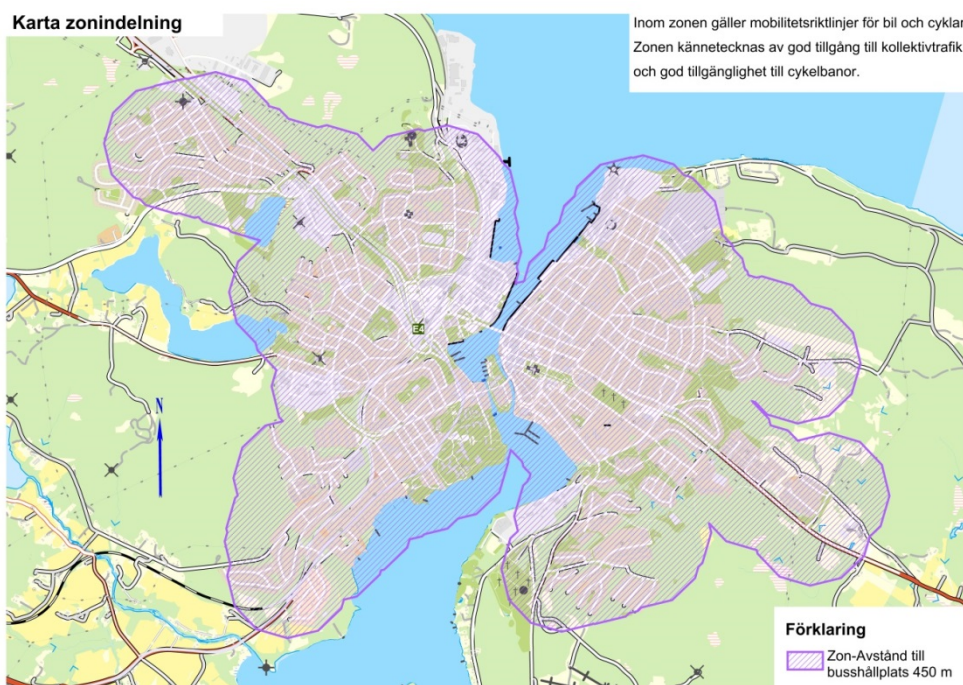 Karta zonindelning
Inom zonen gäller mobilitetsriktlinjer för bil och cyklar
Zonen kännetecknas av god tillgång till kollektivtrafik
och god tillgänglighet till cykelbanor.
E4
N
Förklaring
Zon-Avstånd till
busshållplats 450 m